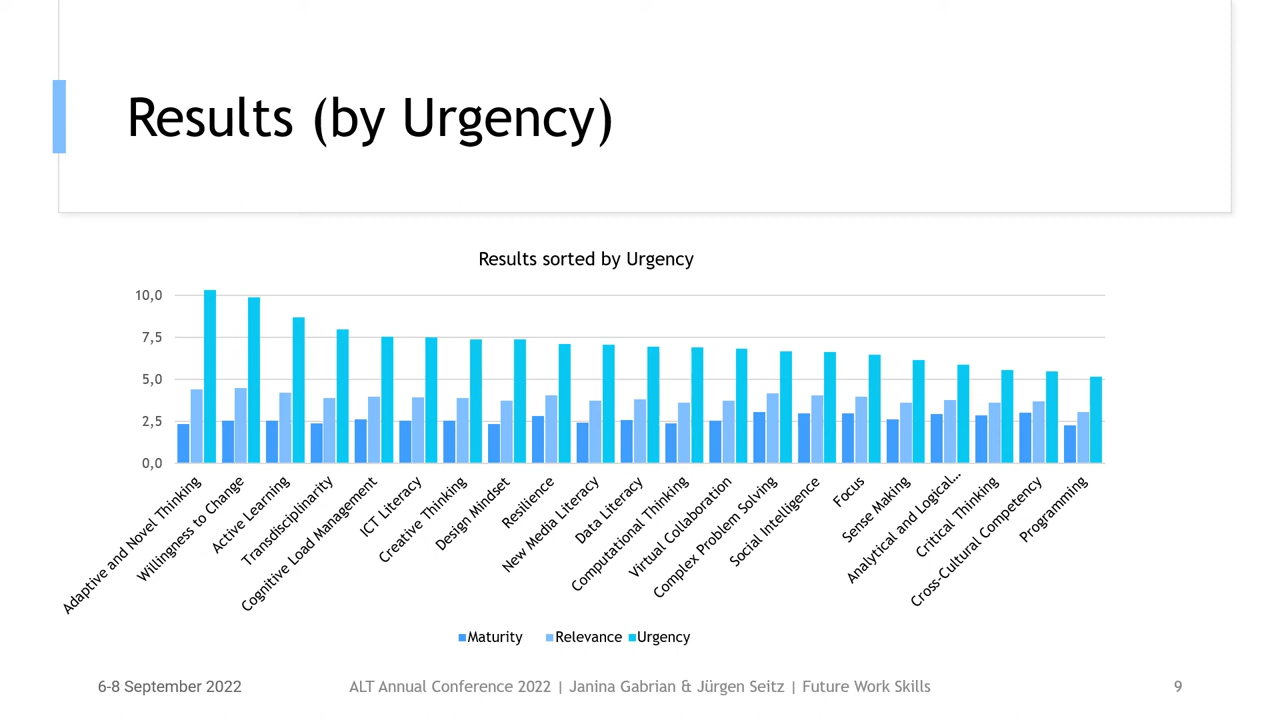 Results (by Urgency)
Results sorted by Urgency
10,0
7,5
5,0
2,5
0,0
Adaptive and Novel Thinking
Willingness to Change
Active Learning
Transdisciplinarity
Cognitive Load Management
ICT Literacy
Creative Thinking
Design Mindset
Resilience
New Media Literacy
Data Literacy
Computational Thinking
Virtual Collaboration
Complex Problem Solving
Social Intelligence
Focus
Sense Making
Analytical and Logical...
Critical Thinking
Cross-Cultural Competency
Programming
Maturity Relevance Urgency
6-8 September 2022 ALT Annual Conference 2022 | Janina Gabrian & Jürgen Seitz | Future Work Skills 9